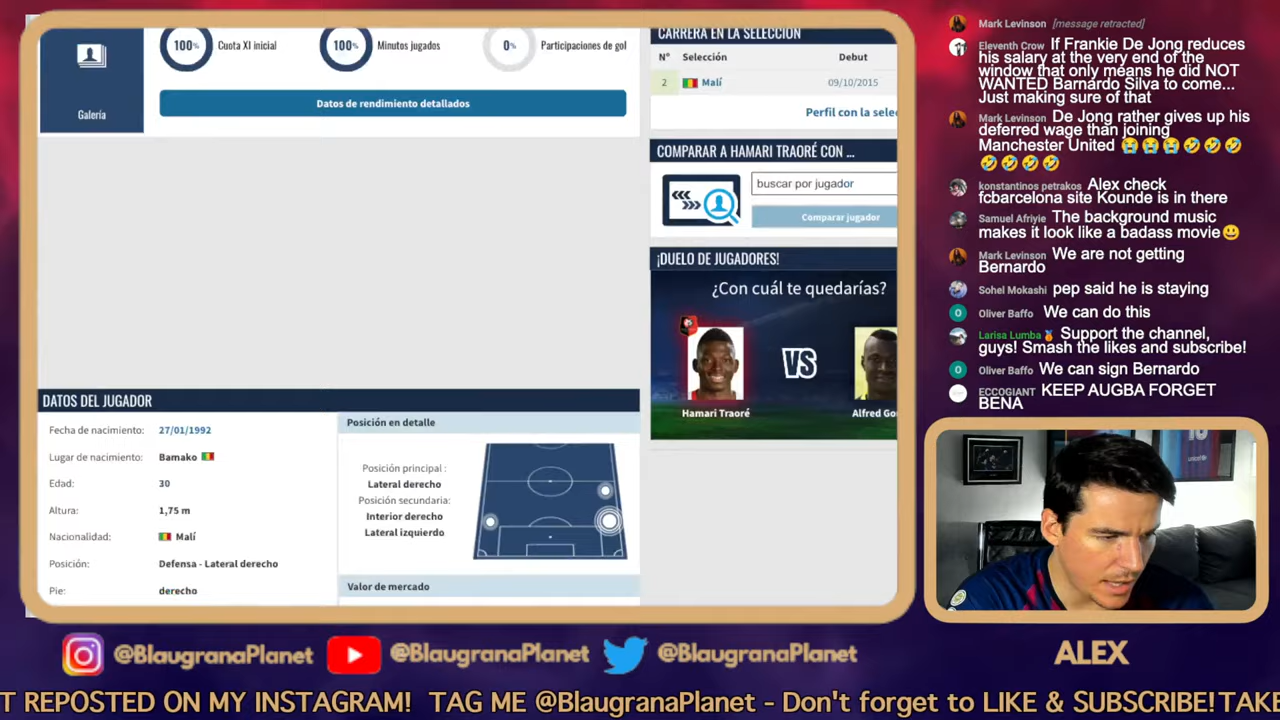 Galería
100%
Cuota XI inicial
100%
Minutos jugados
0%
Participaciones de gol
Datos de rendimiento detallados
CARRERA EN LA SELECCIÓN
Nº Selección Debut
2 Malí 09/10/2015
Perfil con la sele
COMPARAR A HAMARI TRAORÉ CON ...
buscar por jugador
Comparar jugador
¡DUELO DE JUGADORES!
¿Con cuál te quedarías?
VS
Hamari Traoré
Alfred Go
DATOS DEL JUGADOR
Fecha de nacimiento: 27/01/1992
Lugar de nacimiento: Bamako
Edad: 30
Altura: 1,75 m
Nacionalidad: Malí
Posición: Defensa - Lateral derecho
Pie: derecho
Posición en detalle
Posición principal :
Lateral derecho
Posición secundaria:
Interior derecho
Lateral izquierdo
Valor de mercado
Mark Levinson [message retracted]
Eleventh Crow If Frankie De Jong reduces
his salary at the very end of the
window that only means he did NOT
WANTED Barnardo Silva to come...
Just making sure of that
Mark Levinson De Jong rather gives up his
deferred wage than joining
Manchester United 😭😭😭🤣🤣🤣
🤣🤣🤣🤣
konstantinos petrakos Alex check
fcbarcelona site Kounde is in there
Samuel Afriyie The background music
makes it look like a badass movie😃
Mark Levinson We are not getting
Bernardo
Sohel Mokashi pep said he is staying
O Oliver Baffo We can do this
Larisa Lumba🏅 Support the channel,
guys! Smash the likes and subscribe!
O Oliver Baffo We can sign Bernardo
ECCOGIANT KEEP AUGBA FORGET
BENA
@BlaugranaPlanet @BlaugranaPlanet @BlaugranaPlanet
ALEX
T REPOSTED ON MY INSTAGRAM! TAG ME @BlaugranaPlanet - Don't forget to LIKE & SUBSCRIBE!TAKE